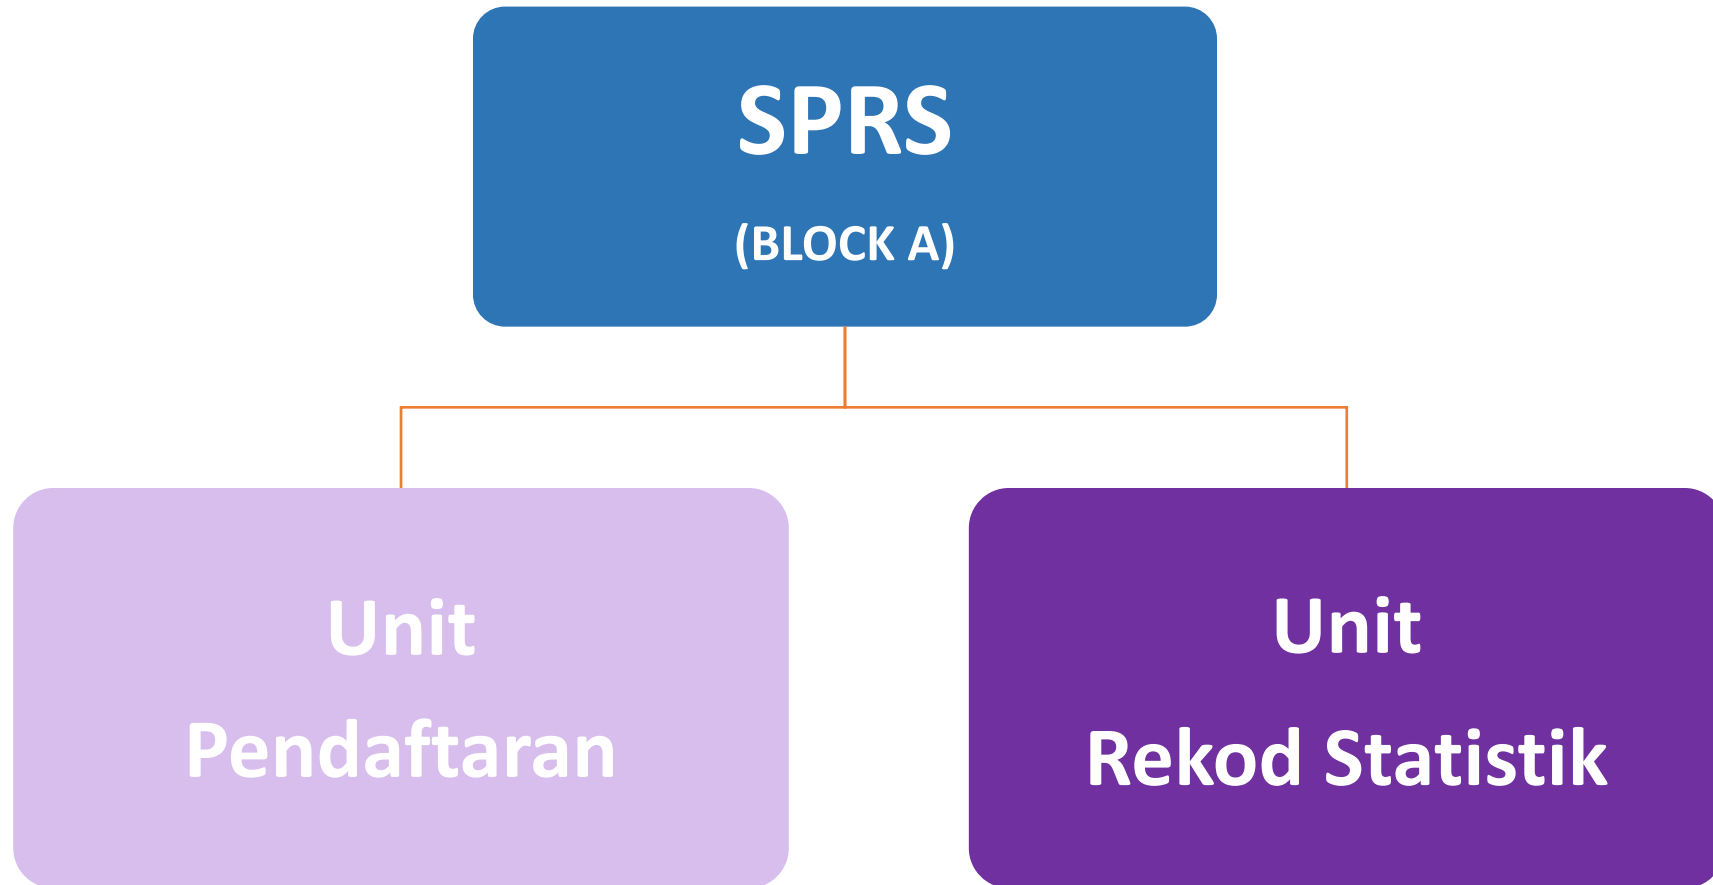 SPRS
(BLOCK A)
Unit
Pendaftaran
Unit
Rekod Statistik